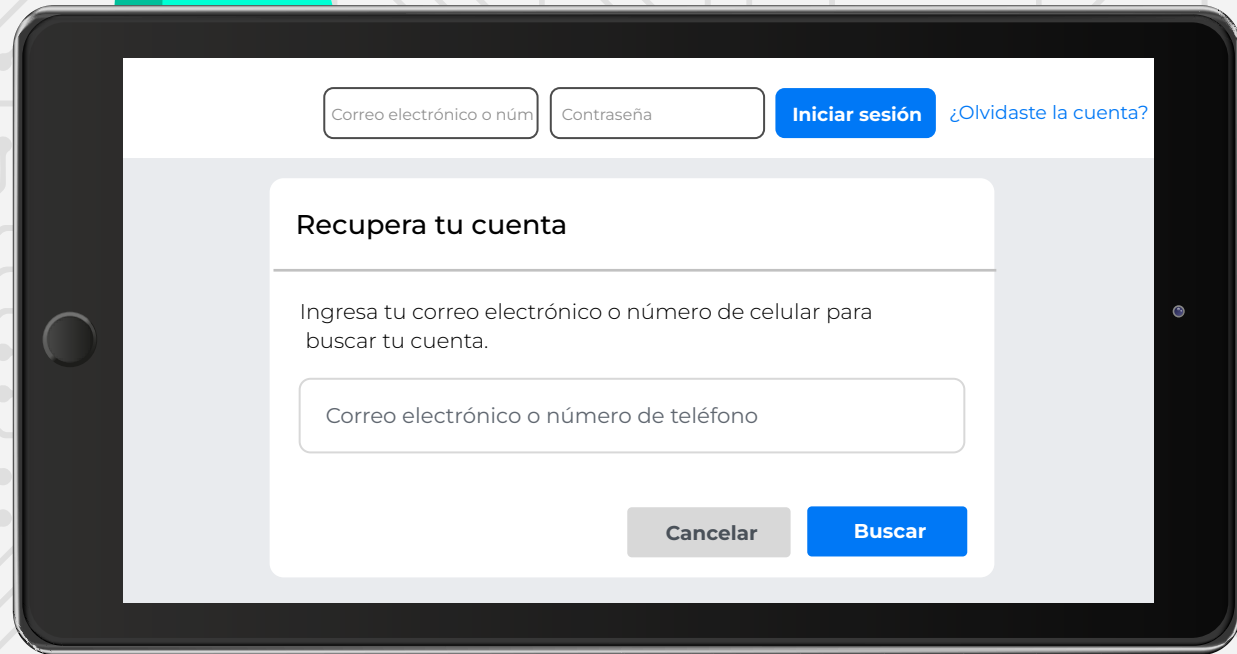 Correo electrónico o núm
Contraseña
Iniciar sesión
¿Olvidaste la cuenta?
Recupera tu cuenta
Ingresa tu correo electrónico o número de celular para
buscar tu cuenta.
Correo electrónico o número de teléfono
Cancelar
Buscar